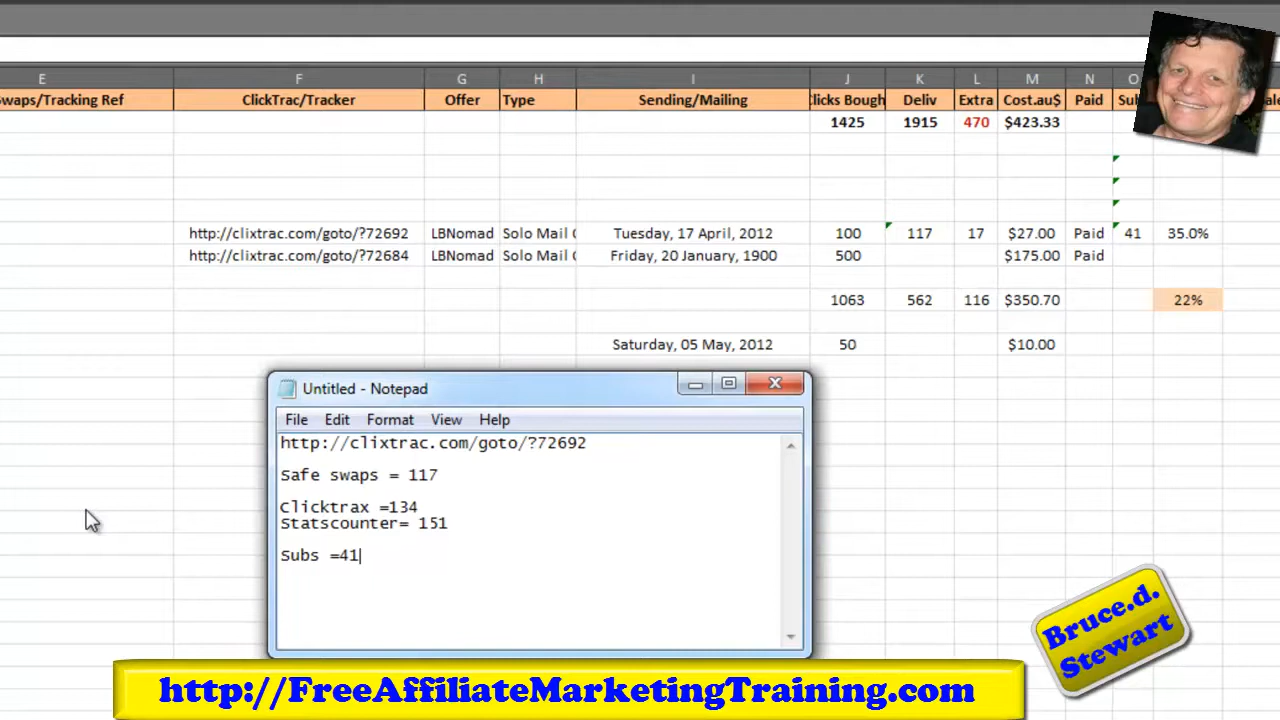 E F G H I J K L M N O
Swaps/Tracking Ref ClickTrac/Tracker Offer Type Sending/Mailing Clicks Bough Deliv Extra Cost.au$ Paid
1425 1915 470 $423.33
http://clixtrac.com/goto/?72692 LBNomad Solo Mail Tuesday, 17 April, 2012 100 117 17 $27.00 Paid 41 35.0%
http://clixtrac.com/goto/?72684 LBNomad Solo Mail Friday, 20 January, 1900 500 $175.00 Paid
1063 562 116 $350.70 22%
Saturday, 05 May, 2012 50 $10.00
Untitled - Notepad
File Edit Format View Help
http://clixtrac.com/goto/?72692
Safe swaps = 117
Clicktrax =134
Statscounter= 151
Subs =41
Bruce.d.
Stewart
http://FreeAffiliateMarketingTraining.com